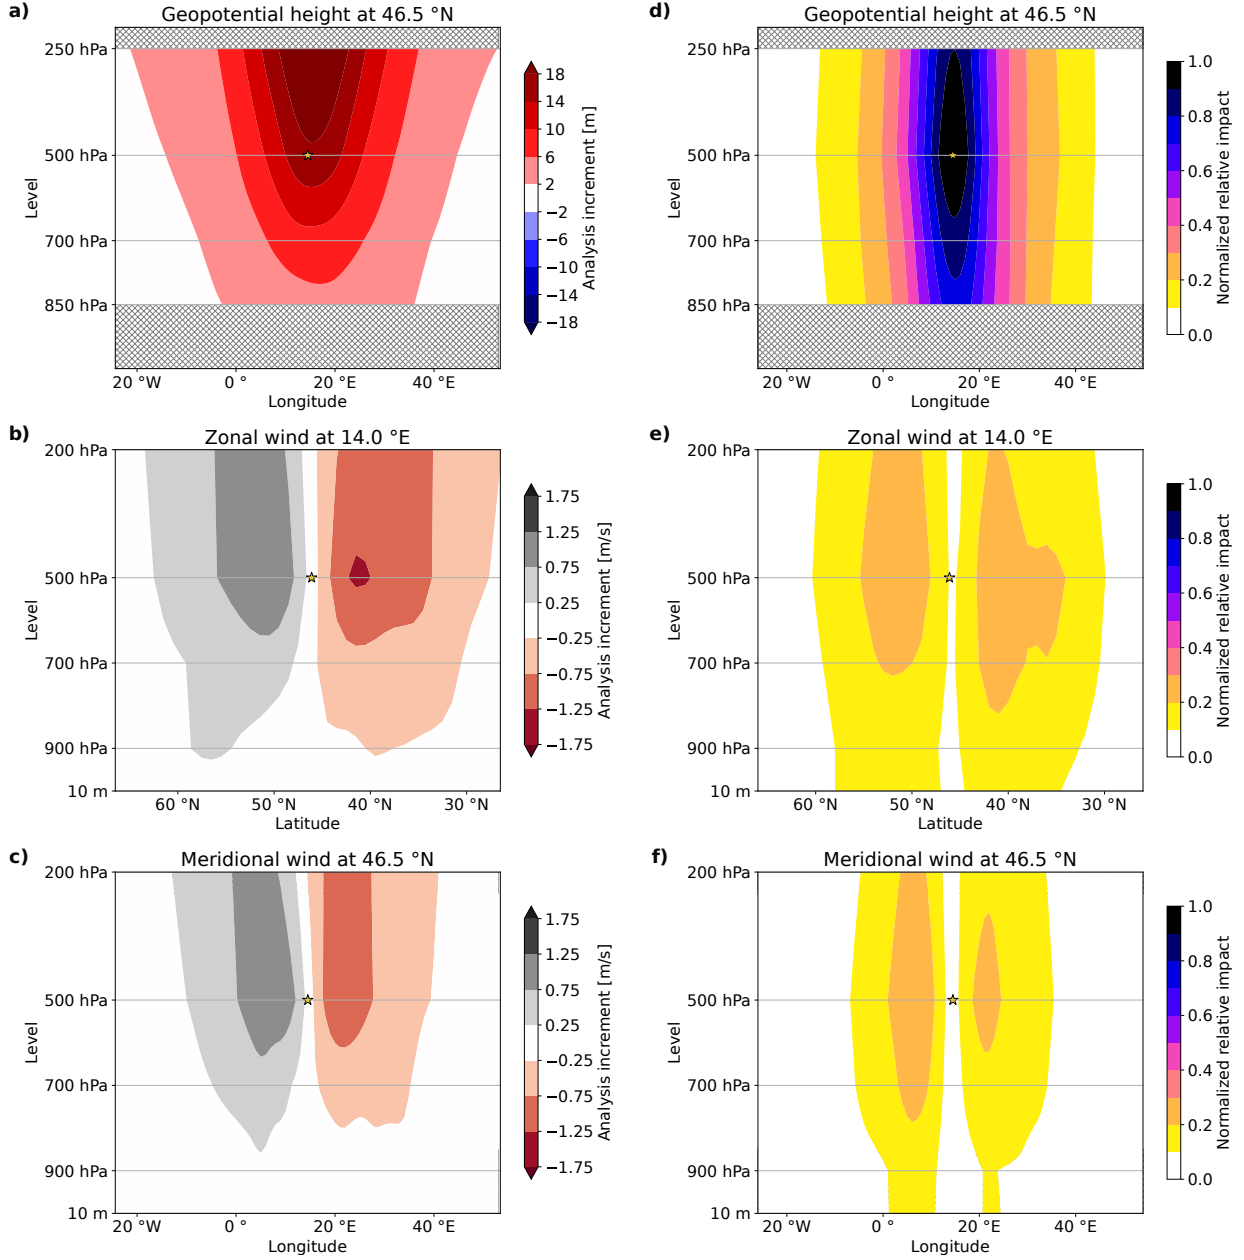 a)
Geopotential height at 46.5 °N
250 hPa
500 hPa
700 hPa
850 hPa
Level
20 °W
0 °
20 °E
40 °E
Longitude
18
14
10
6
2
−2
−6
−10
−14
−18
Analysis increment [m]
d)
Geopotential height at 46.5 °N
250 hPa
500 hPa
700 hPa
850 hPa
Level
20 °W
0 °
20 °E
40 °E
Longitude
1.0
0.8
0.6
0.4
0.2
0.0
Normalized relative impact
b)
Zonal wind at 14.0 °E
200 hPa
500 hPa
700 hPa
900 hPa
10 m
Level
60 °N
50 °N
40 °N
30 °N
Latitude
1.75
1.25
0.75
0.25
−0.25
−0.75
−1.25
−1.75
Analysis increment [m/s]
e)
Zonal wind at 14.0 °E
200 hPa
500 hPa
700 hPa
900 hPa
10 m
Level
60 °N
50 °N
40 °N
30 °N
Latitude
1.0
0.8
0.6
0.4
0.2
0.0
Normalized relative impact
c)
Meridional wind at 46.5 °N
200 hPa
500 hPa
700 hPa
900 hPa
10 m
Level
20 °W
0 °
20 °E
40 °E
Longitude
1.75
1.25
0.75
0.25
−0.25
−0.75
−1.25
−1.75
Analysis increment [m/s]
f)
Meridional wind at 46.5 °N
200 hPa
500 hPa
700 hPa
900 hPa
10 m
Level
20 °W
0 °
20 °E
40 °E
Longitude
1.0
0.8
0.6
0.4
0.2
0.0
Normalized relative impact